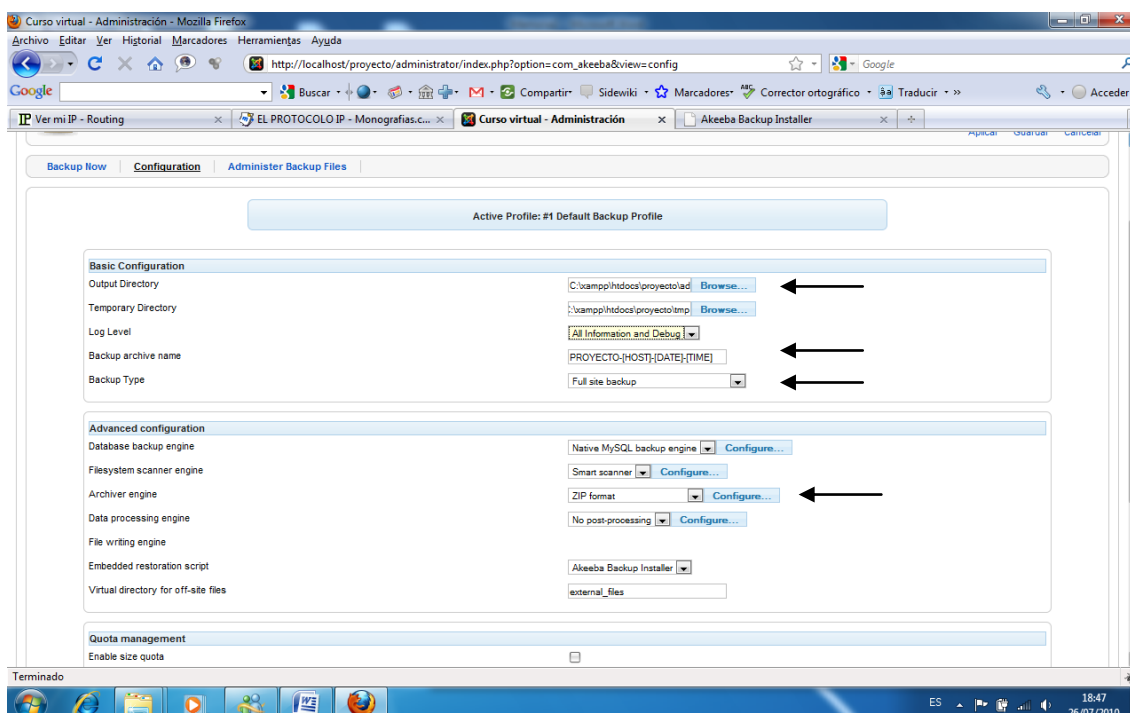 Curso virtual - Administración - Mozilla Firefox
Archivo Editar Ver Historial Marcadores Herramientas Ayuda
http://localhost/proyecto/administrator/index.php?option=com_akeeba&view=config
Google
Google
Buscar
Compartir
Sidewiki
Marcadores
Corrector ortográfico
Traducir
»
Acceder
IP Ver mi IP - Routing
EL PROTOCOLO IP - Monografias.c...
Curso virtual - Administración
Akeeba Backup Installer
Aplicar Guardar Cancelar
Backup Now
Configuration
Administer Backup Files
Active Profile: #1 Default Backup Profile
Basic Configuration
Output Directory C:\xampp\htdocs\proyecto\ad Browse...
Temporary Directory :\xampp\htdocs\proyecto\tmp Browse...
Log Level All Information and Debug
Backup archive name PROYECTO-[HOST]-[DATE]-[TIME]
Backup Type Full site backup
Advanced configuration
Database backup engine Native MySQL backup engine Configure...
Filesystem scanner engine Smart scanner Configure...
Archiver engine ZIP format Configure...
Data processing engine No post-processing Configure...
File writing engine
Embedded restoration script Akeeba Backup Installer
Virtual directory for off-site files external_files
Quota management
Enable size quota
Terminado
ES
18:47
26/07/2010